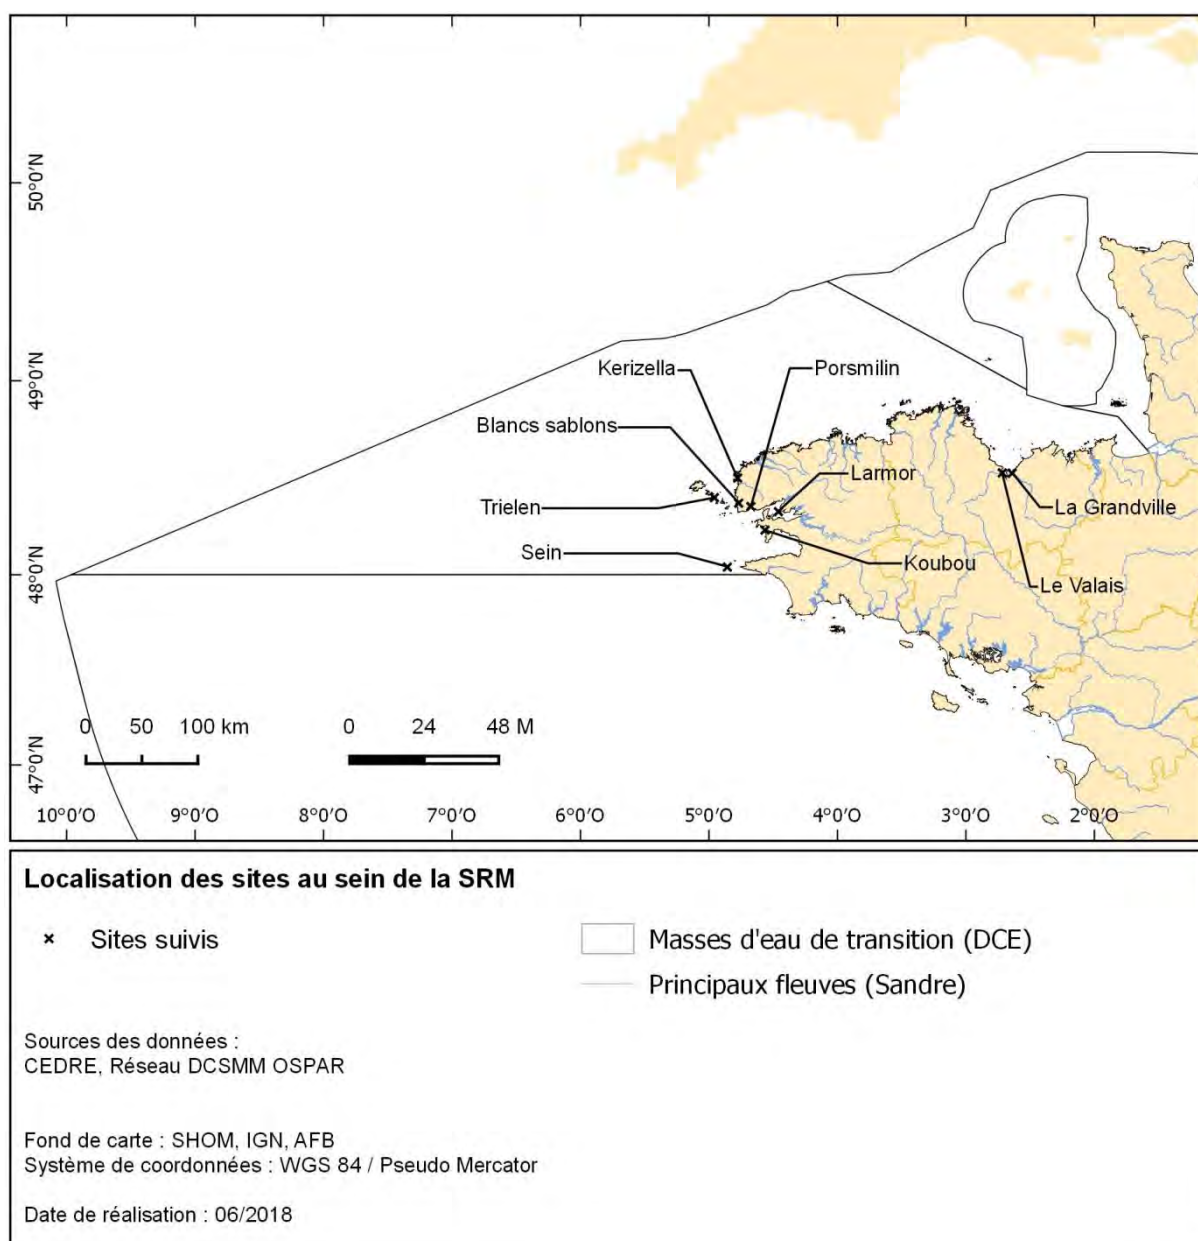 50°0'N
49°0'N
48°0'N
47°0'N
Kerizella
Porsmilin
Blancs sablons
Larmor
Trielen
La Grandville
Sein
Koubou
Le Valais
0 50 100 km
0 24 48 M
10°0'O 9°0'O 8°0'O 7°0'O 6°0'O 5°0'O 4°0'O 3°0'O 2°0'O
Localisation des sites au sein de la SRM
Sites suivis
Masses d'eau de transition (DCE)
Principaux fleuves (Sandre)
Sources des données :
CEDRE, Réseau DCSMM OSPAR
Fond de carte : SHOM, IGN, AFB
Système de coordonnées : WGS 84 / Pseudo Mercator
Date de réalisation : 06/2018